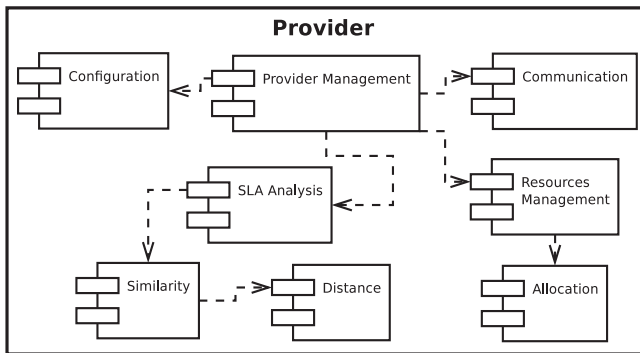 Provider
Configuration
Provider Management
Communication
SLA Analysis
Resources
Management
Similarity
Distance
Allocation